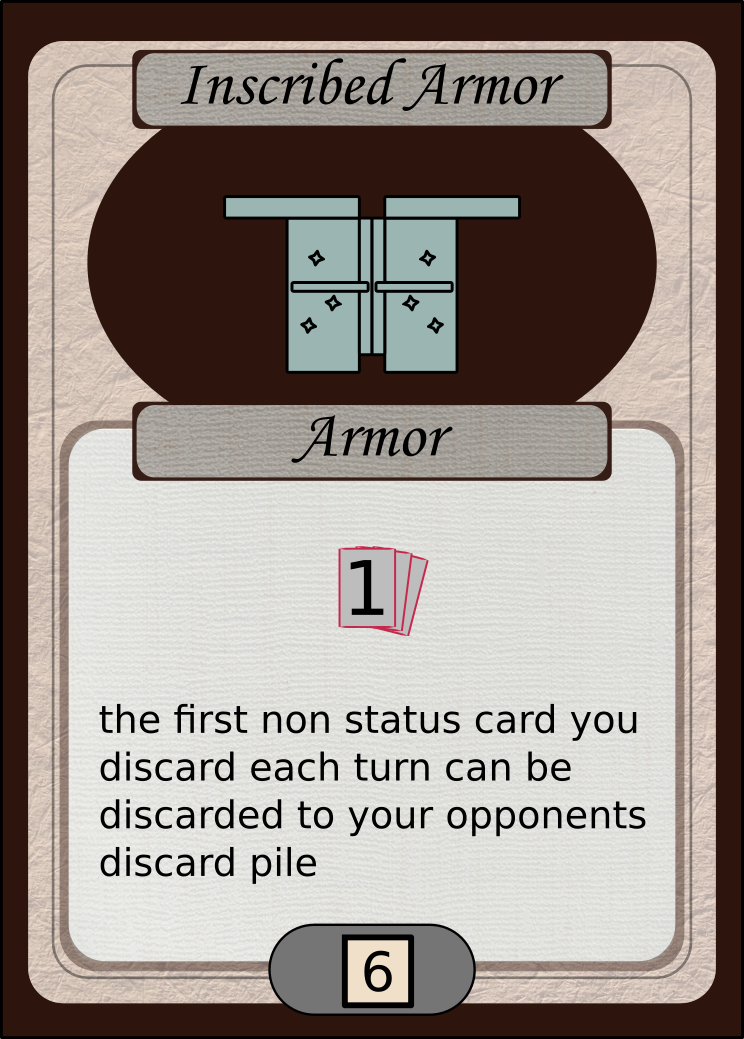 Inscribed Armor
Armor
1
the first non status card you
discard each turn can be
discarded to your opponents
discard pile
6